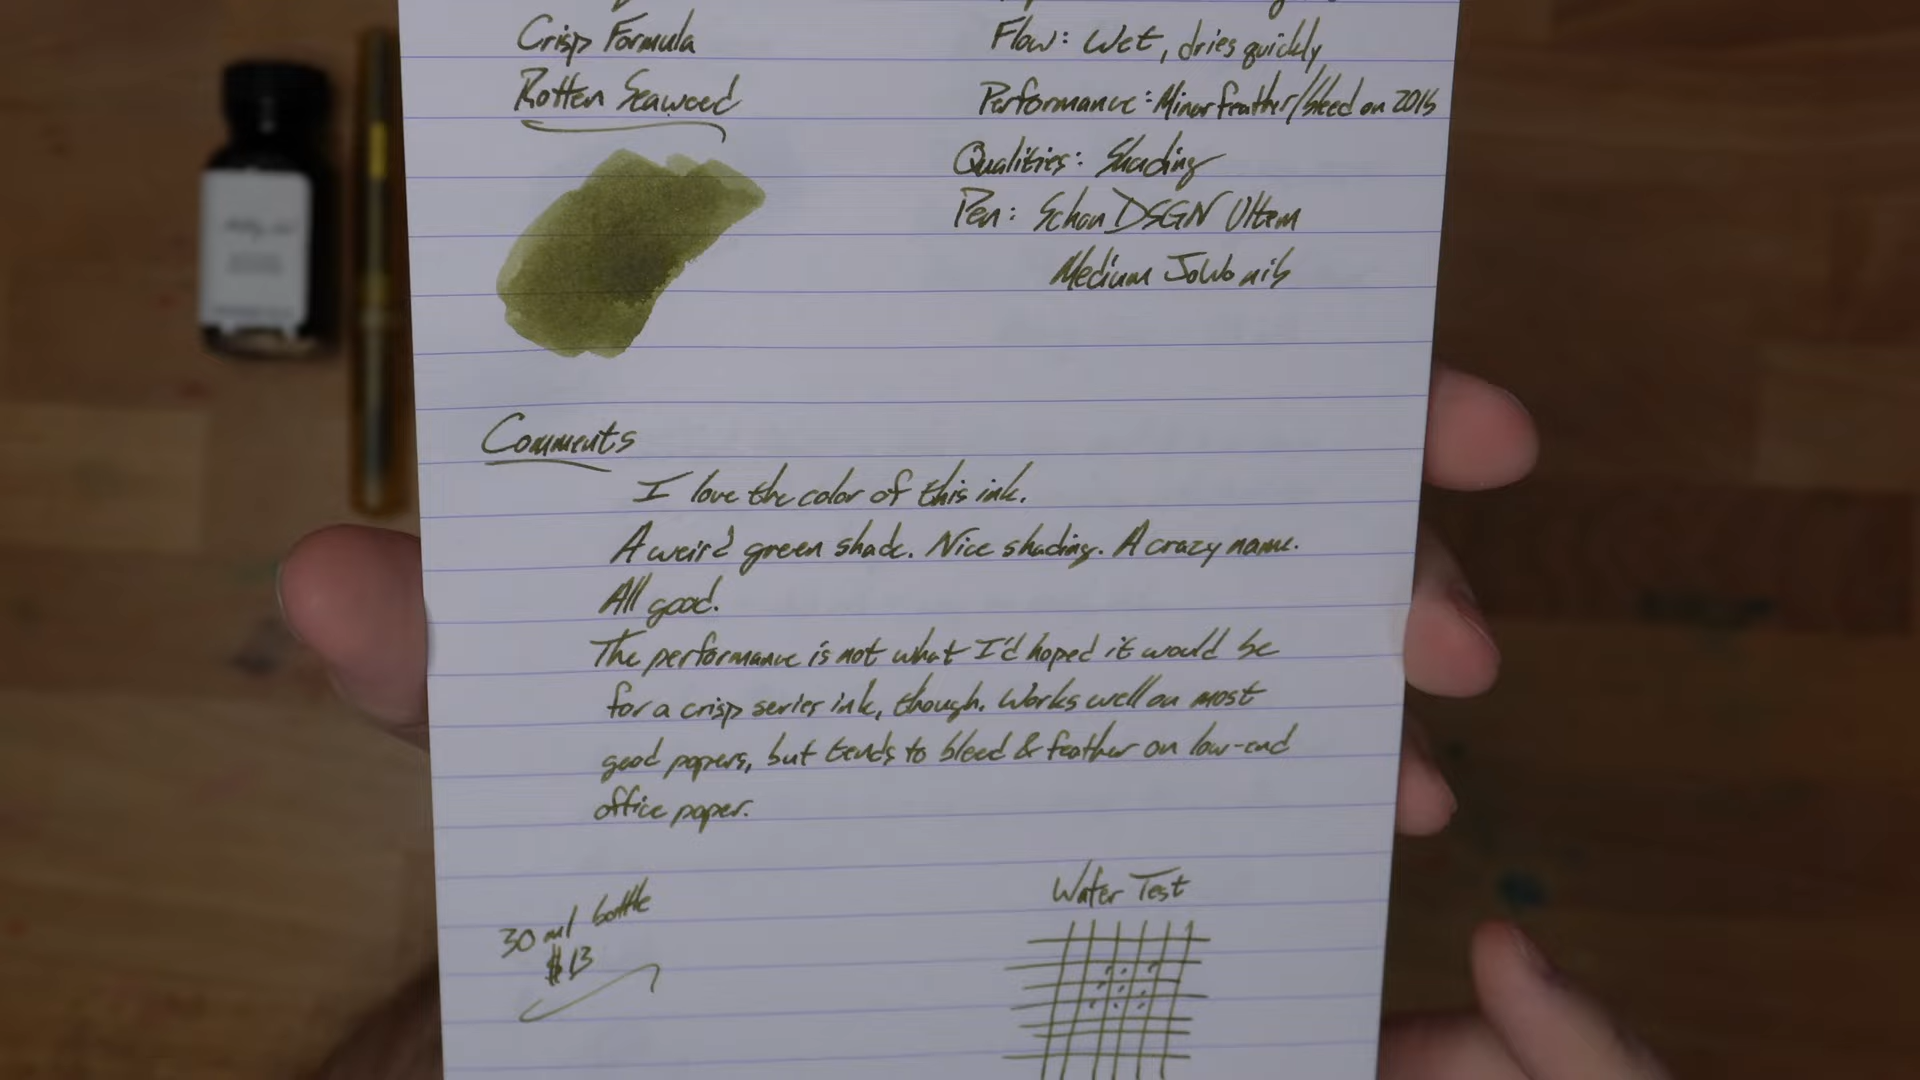 Crisp Formula
Rotten Seaweed
Flow: Wet, dries quickly
Performance: Minor feather/bleed on 20lb
Qualities: Shading
Pen: Schon DSGN Ultem
Medium JoWo nib
Comments
I love the color of this ink.
A weird green shade. Nice shading. A crazy name.
All good.
The performance is not what I'd hoped it would be
for a crisp series ink, though. Works well on most
good papers, but tends to bleed & feather on low-end
office paper.
30 ml bottle
$13
Water Test